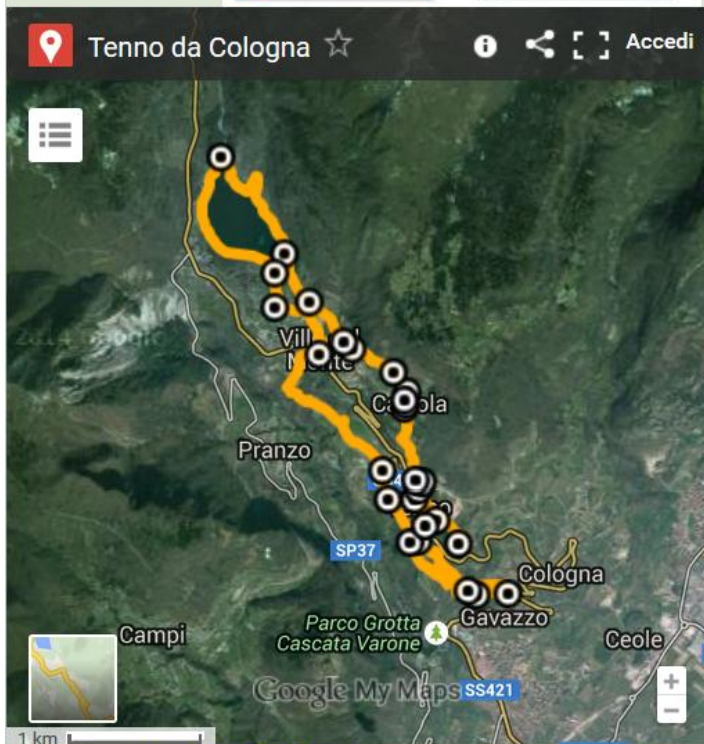 Tenno da Cologna
Accedi
Pranzo
SP37
Cologna
Gavazzo
Parco Grotta
Cascata Varone
Campi
Ceole
Google My Maps
SS421
1 km